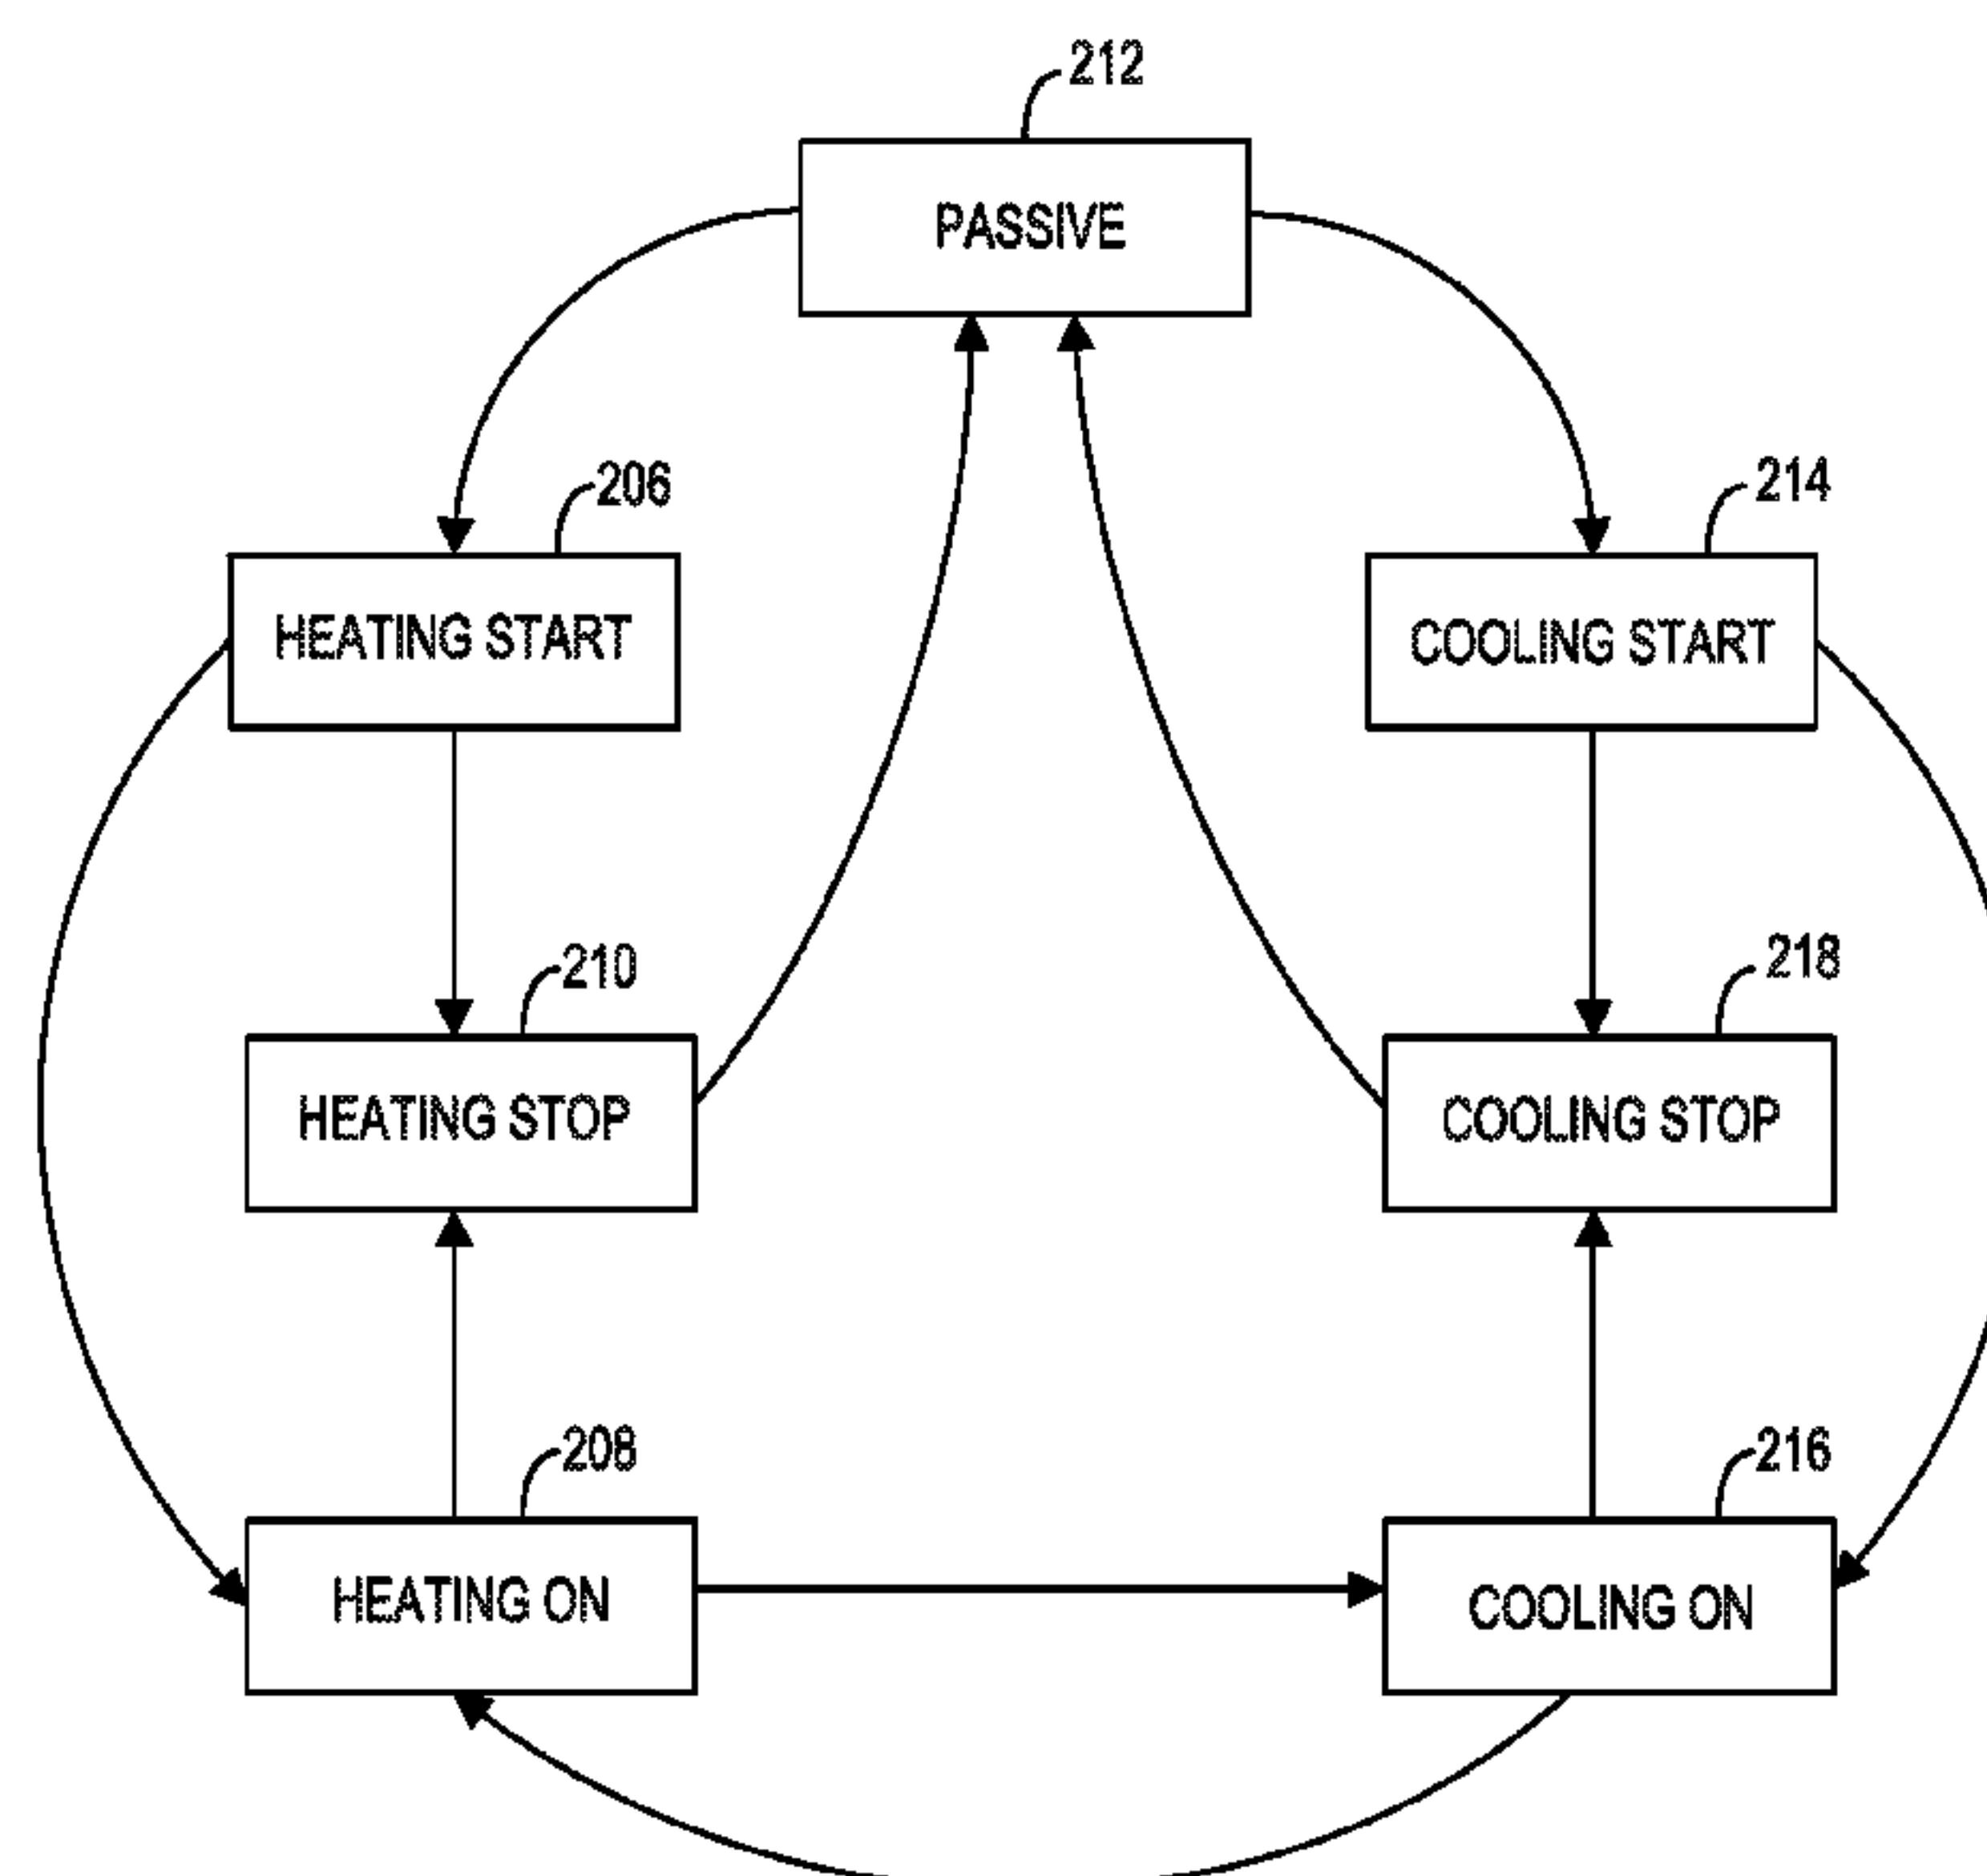 212
PASSIVE
206
214
HEATING START
COOLING START
210
218
HEATING STOP
COOLING STOP
208
216
HEATING ON
COOLING ON